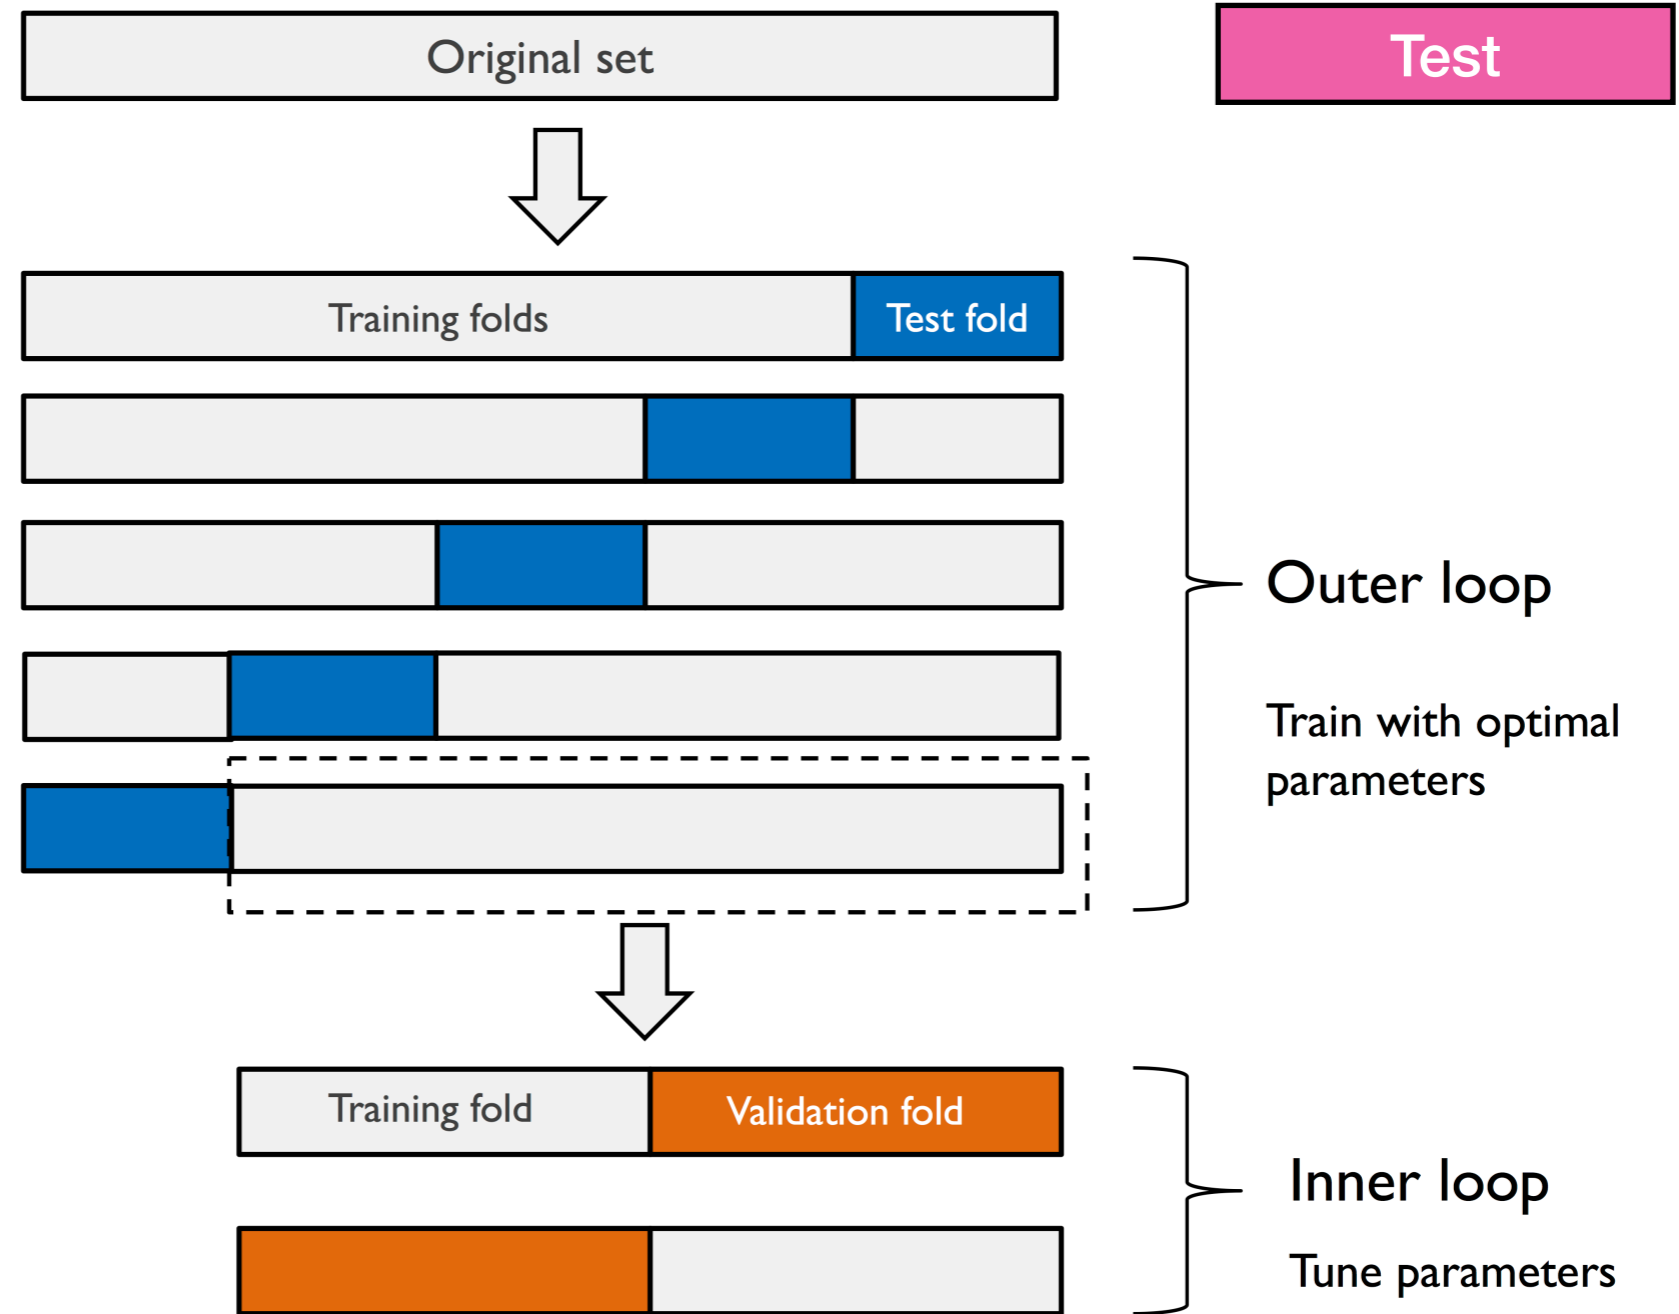 Original set
Test
Training folds
Test fold
Outer loop
Train with optimal
parameters
Training fold
Validation fold
Inner loop
Tune parameters